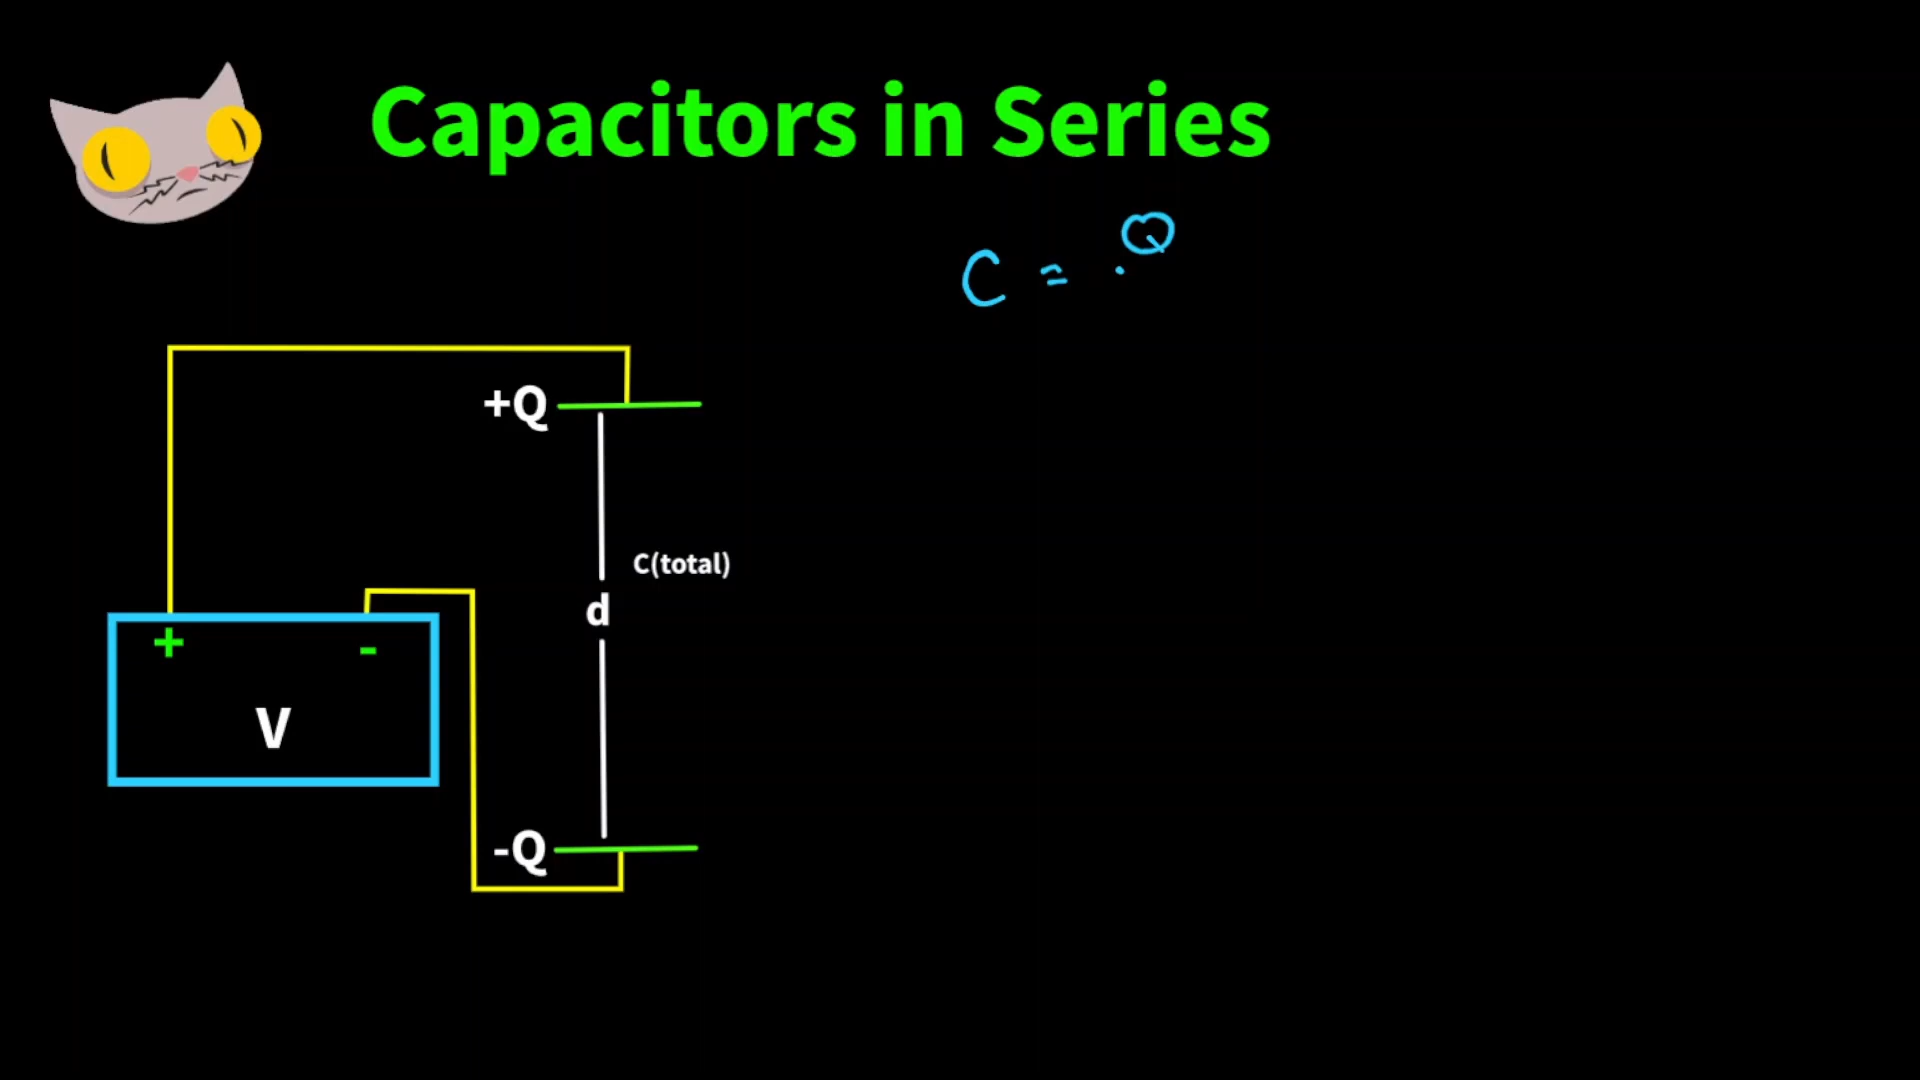 Capacitors in Series
C = Q
+Q
C(total)
d
+ -
V
-Q